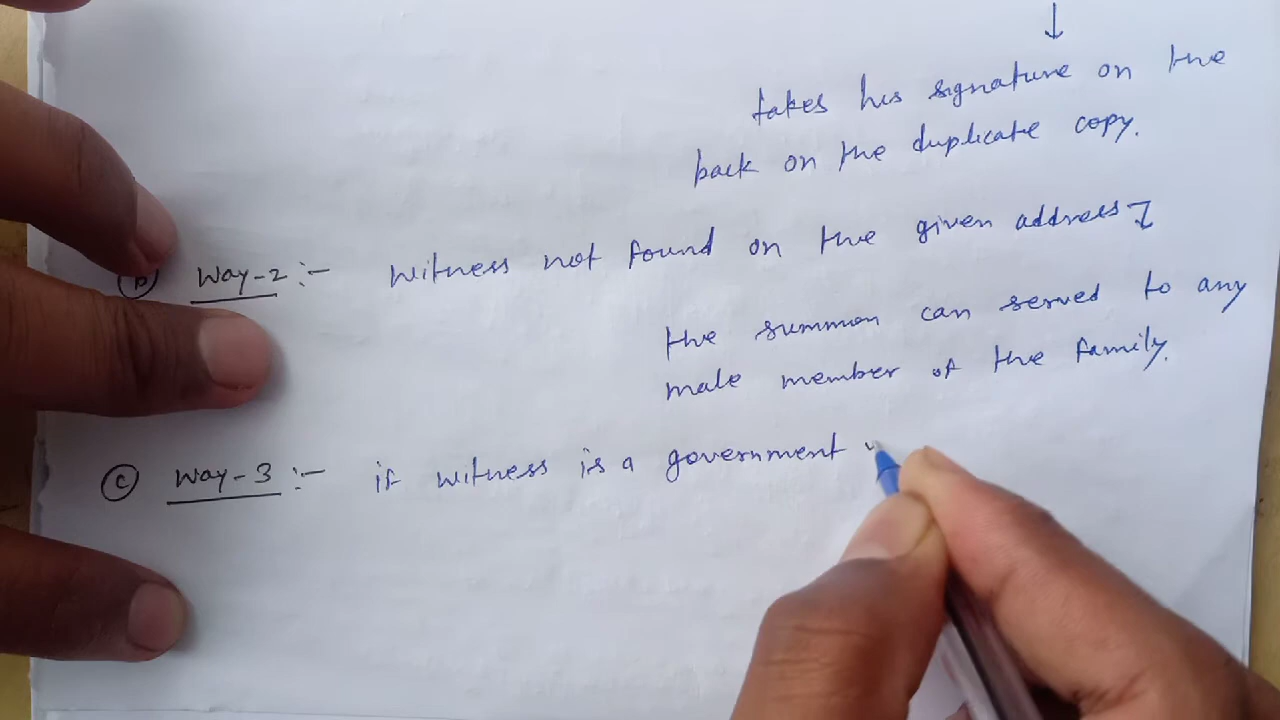 takes his signature on the
back on the duplicate copy.
(b) Way-2 :- Witness not found on the given address :-
the summon can served to any
male member of the family.
(c) Way-3 :- if witness is a government